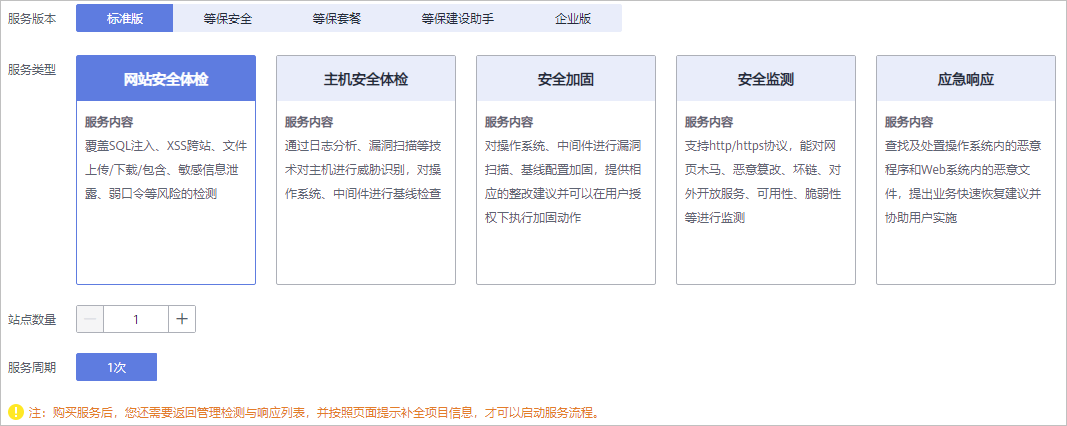 服务版本 标准版 等保安全 等保套餐 等保建设助手 企业版
服务类型
网站安全体检
服务内容
覆盖SQL注入、XSS跨站、文件
上传/下载/包含、敏感信息泄
露、弱口令等风险的检测
主机安全体检
服务内容
通过日志分析、漏洞扫描等技
术对主机进行威胁识别，对操
作系统、中间件进行基线检查
安全加固
服务内容
对操作系统、中间件进行漏洞
扫描、基线配置加固，提供相
应的整改建议并可以在用户授
权下执行加固动作
安全监测
服务内容
支持http/https协议，能对网
页木马、恶意篡改、坏链、对
外开放服务、可用性、脆弱性
等进行监测
应急响应
服务内容
查找及处置操作系统内的恶意
程序和Web系统内的恶意文
件，提出业务快速恢复建议并
协助用户实施
站点数量 1
服务周期 1次
注：购买服务后，您还需要返回管理检测与响应列表，并按照页面提示补全项目信息，才可以启动服务流程。